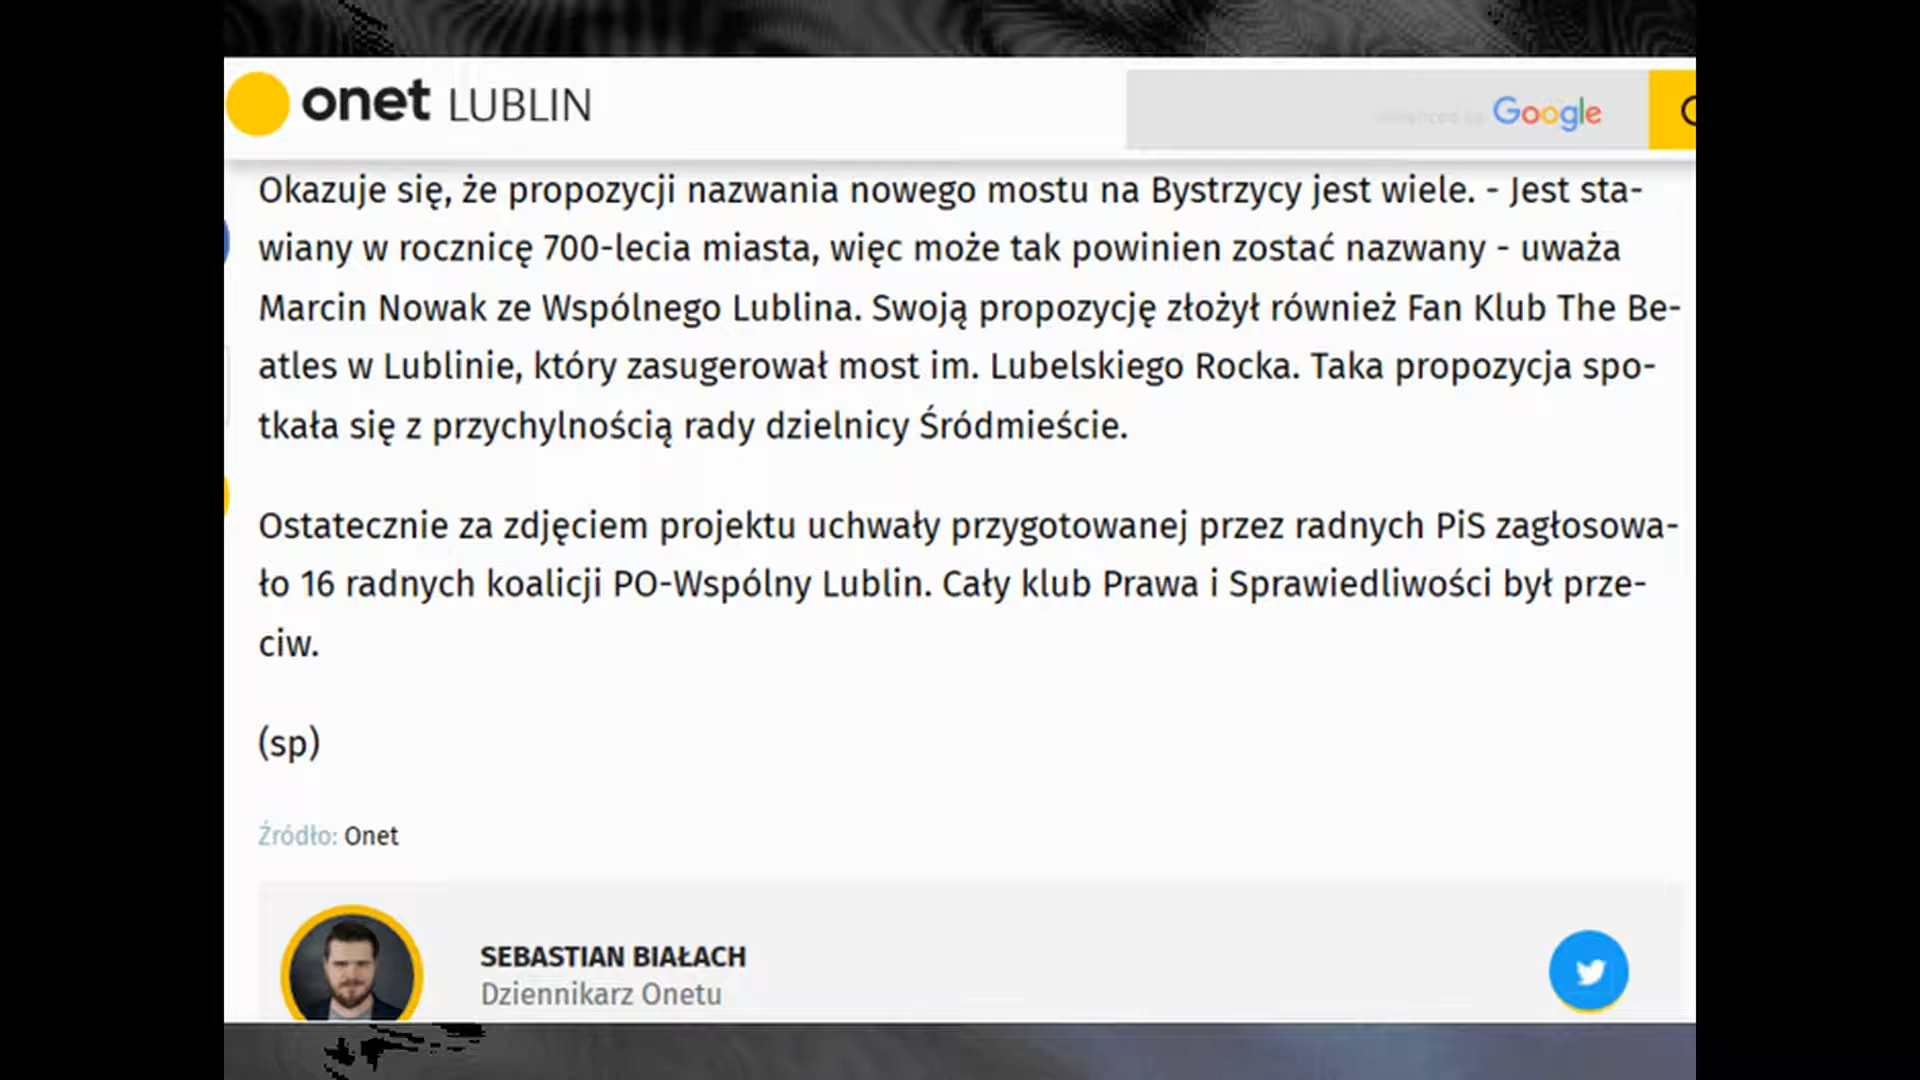 onet LUBLIN
Google
Okazuje się, że propozycji nazwania nowego mostu na Bystrzycy jest wiele. - Jest sta-
wiany w rocznicę 700-lecia miasta, więc może tak powinien zostać nazwany - uważa
Marcin Nowak ze Wspólnego Lublina. Swoją propozycję złożył również Fan Klub The Be-
atles w Lublinie, który zasugerował most im. Lubelskiego Rocka. Taka propozycja spo-
tkała się z przychylnością rady dzielnicy Śródmieście.
Ostatecznie za zdjęciem projektu uchwały przygotowanej przez radnych PiS zagłosowa-
ło 16 radnych koalicji PO-Wspólny Lublin. Cały klub Prawa i Sprawiedliwości był prze-
ciw.
(sp)
Źródło: Onet
SEBASTIAN BIAŁACH
Dziennikarz Onetu